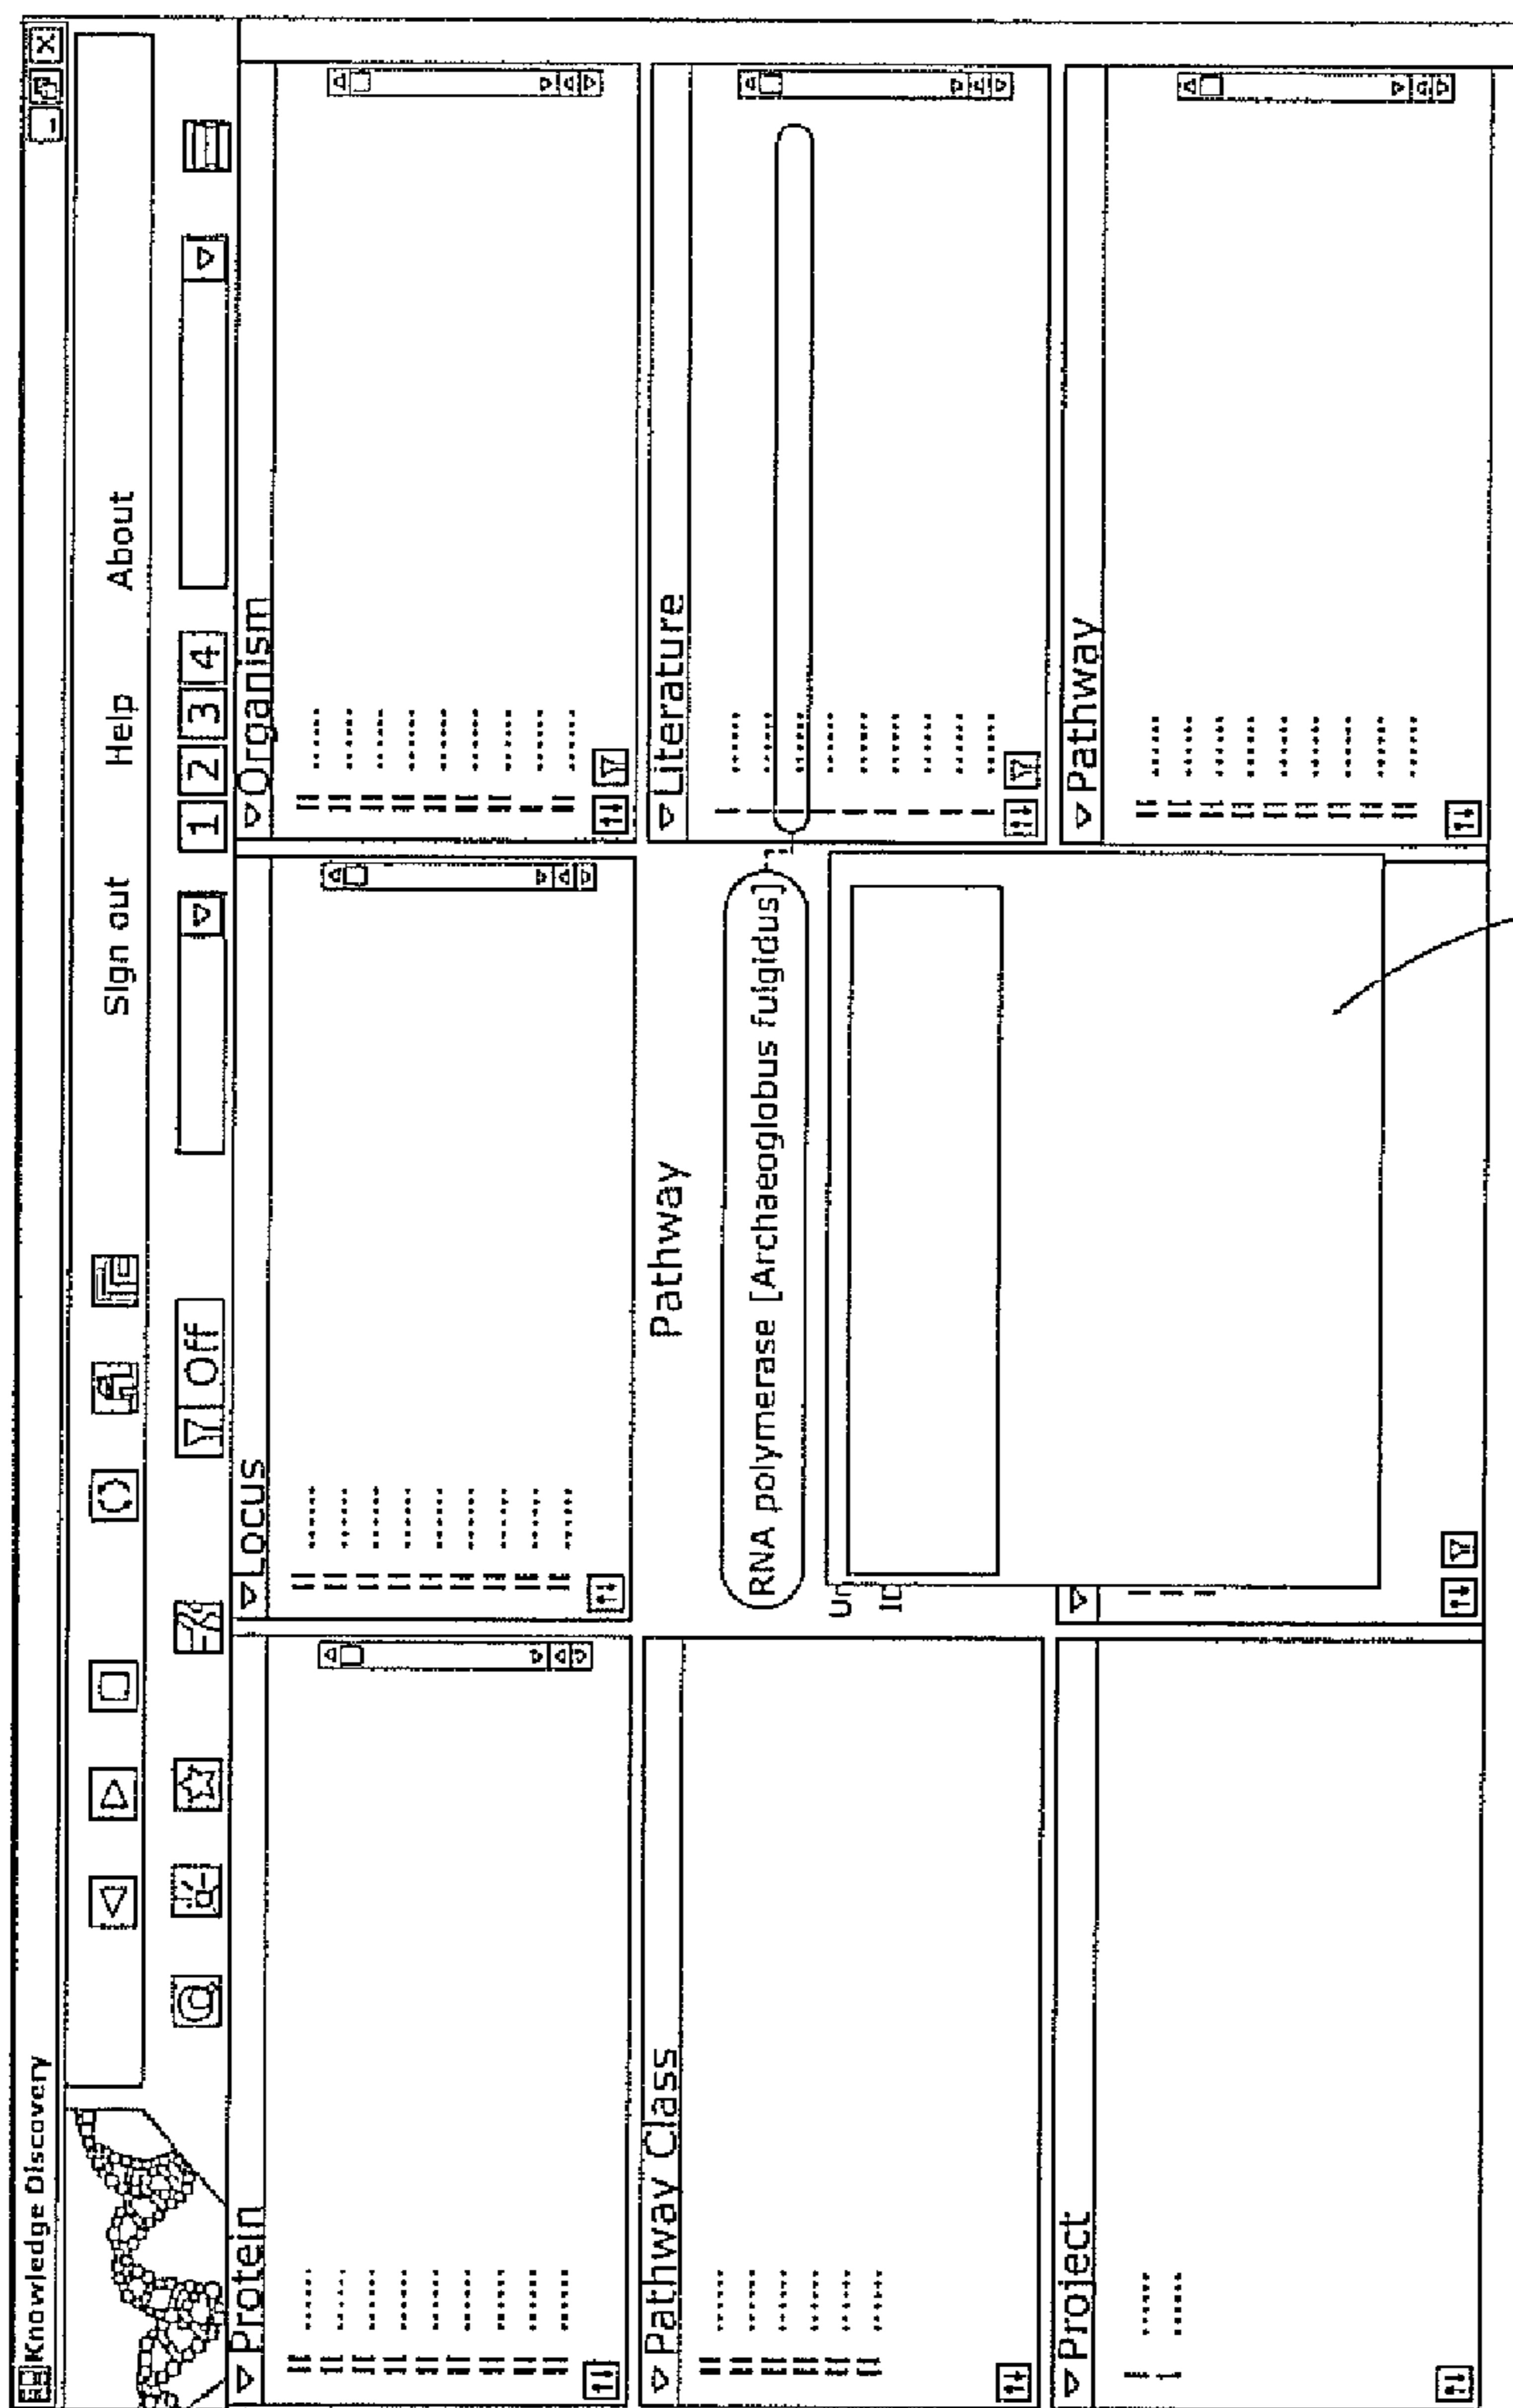 Knowledge Discovery
Sign out Help About
Off
1 2 3 4
Protein
Locus
Organism
Pathway Class
Pathway
Literature
RNA polymerase [Archaeoglobus fulgidus]
Ur
Project
Pathway